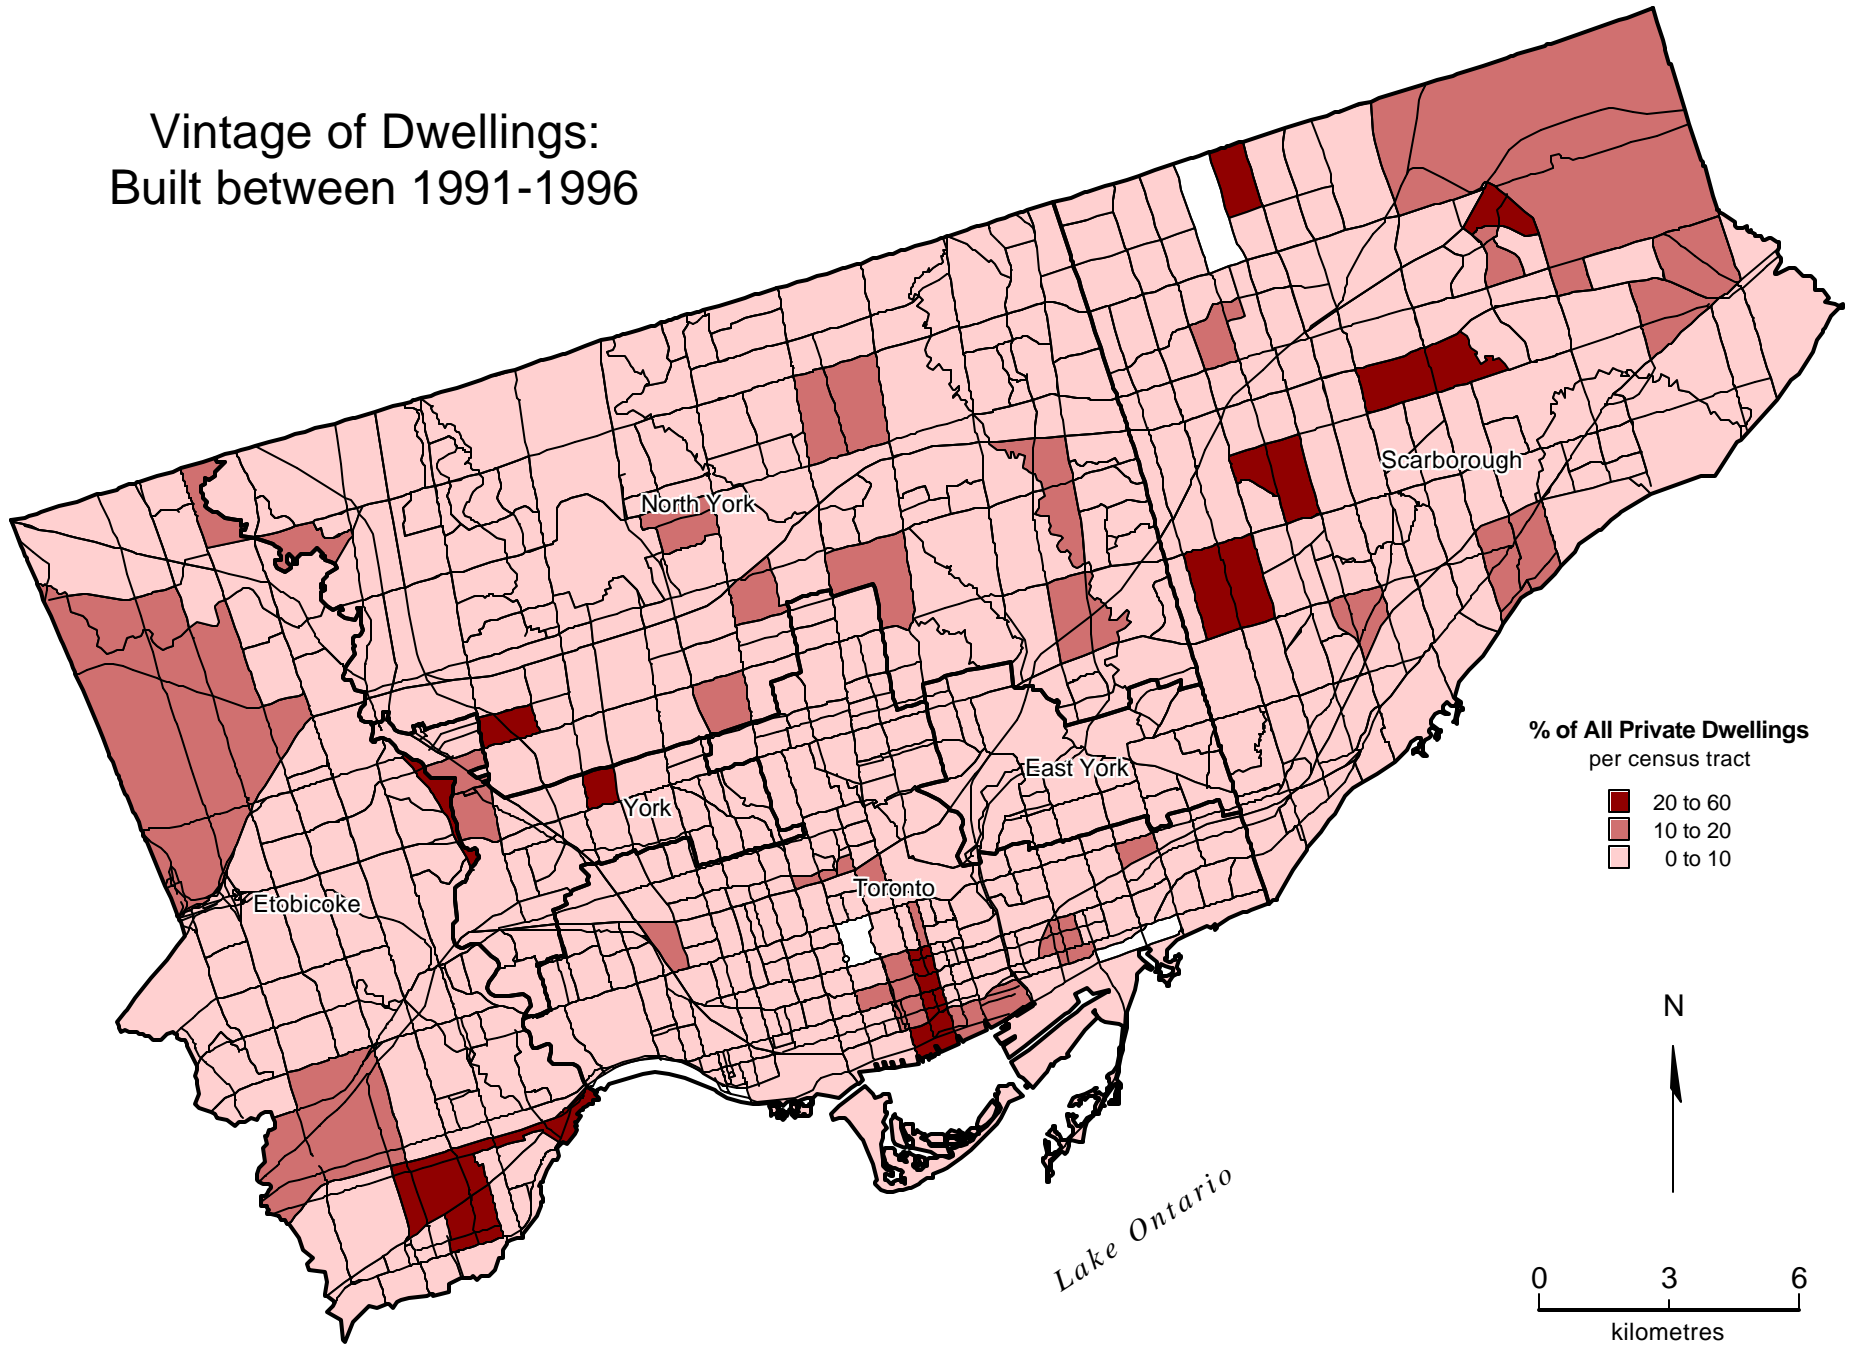 Vintage of Dwellings:
Built between 1991-1996
North York
Scarborough
East York
York
Toronto
Etobicoke
% of All Private Dwellings
per census tract
20 to 60
10 to 20
0 to 10
N
Lake Ontario
0 3 6
kilometres